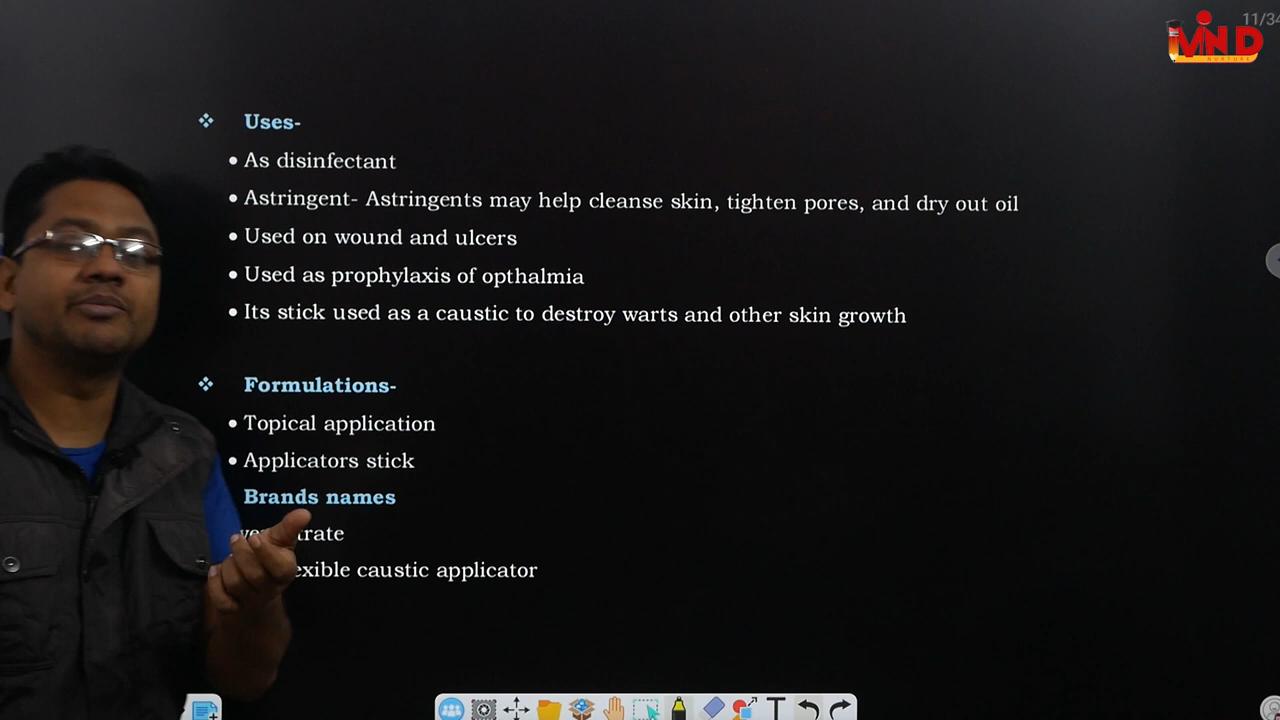 11/34
MIND
NURTURE
❖ Uses-
• As disinfectant
• Astringent- Astringents may help cleanse skin, tighten pores, and dry out oil
• Used on wound and ulcers
• Used as prophylaxis of opthalmia
• Its stick used as a caustic to destroy warts and other skin growth
❖ Formulations-
• Topical application
• Applicators stick
Brands names
caustic applicator